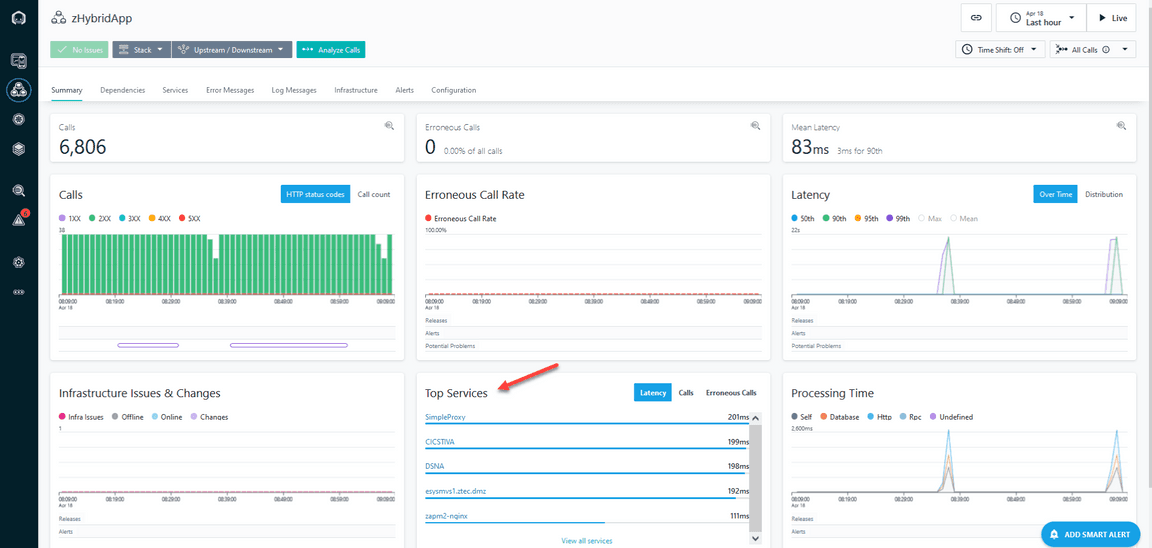 zHybridApp
Apr 18
Last hour
Live
No Issues
Stack
Upstream / Downstream
Analyze Calls
Time Shift: Off
All Calls
Summary
Dependencies
Services
Error Messages
Log Messages
Infrastructure
Alerts
Configuration
Calls
6,806
Erroneous Calls
0 0.00% of all calls
Mean Latency
83ms 3ms for 90th
6
Calls
HTTP status codes
Call count
1XX 2XX 3XX 4XX 5XX
38
08:09:00 08:19:00 08:29:00 08:39:00 08:49:00 08:59:00 09:09:00
Apr 18
Erroneous Call Rate
Erroneous Call Rate
100.00%
08:09:00 08:19:00 08:29:00 08:39:00 08:49:00 08:59:00 09:09:00
Apr 18
Releases
Alerts
Potential Problems
Latency
Over Time
Distribution
50th 90th 95th 99th Max Mean
22s
08:09:00 08:19:00 08:29:00 08:39:00 08:49:00 08:59:00 09:09:00
Apr 18
Releases
Alerts
Potential Problems
Infrastructure Issues & Changes
Infra Issues Offline Online Changes
1
08:09:00 08:19:00 08:29:00 08:39:00 08:49:00 08:59:00 09:09:00
Apr 18
Releases
Alerts
Top Services
Latency
Calls
Erroneous Calls
SimpleProxy 201ms
CICSTIVA 199ms
DSNA 198ms
esysmvs1.ztec.dmz 192ms
zapm2-nqinx 111ms
View all services
Processing Time
Self Database Http Rpc Undefined
2,600ms
08:09:00 08:19:00 08:29:00 08:39:00 08:49:00 08:59:00 09:09:00
Apr 18
Releases
Alerts
ADD SMART ALERT